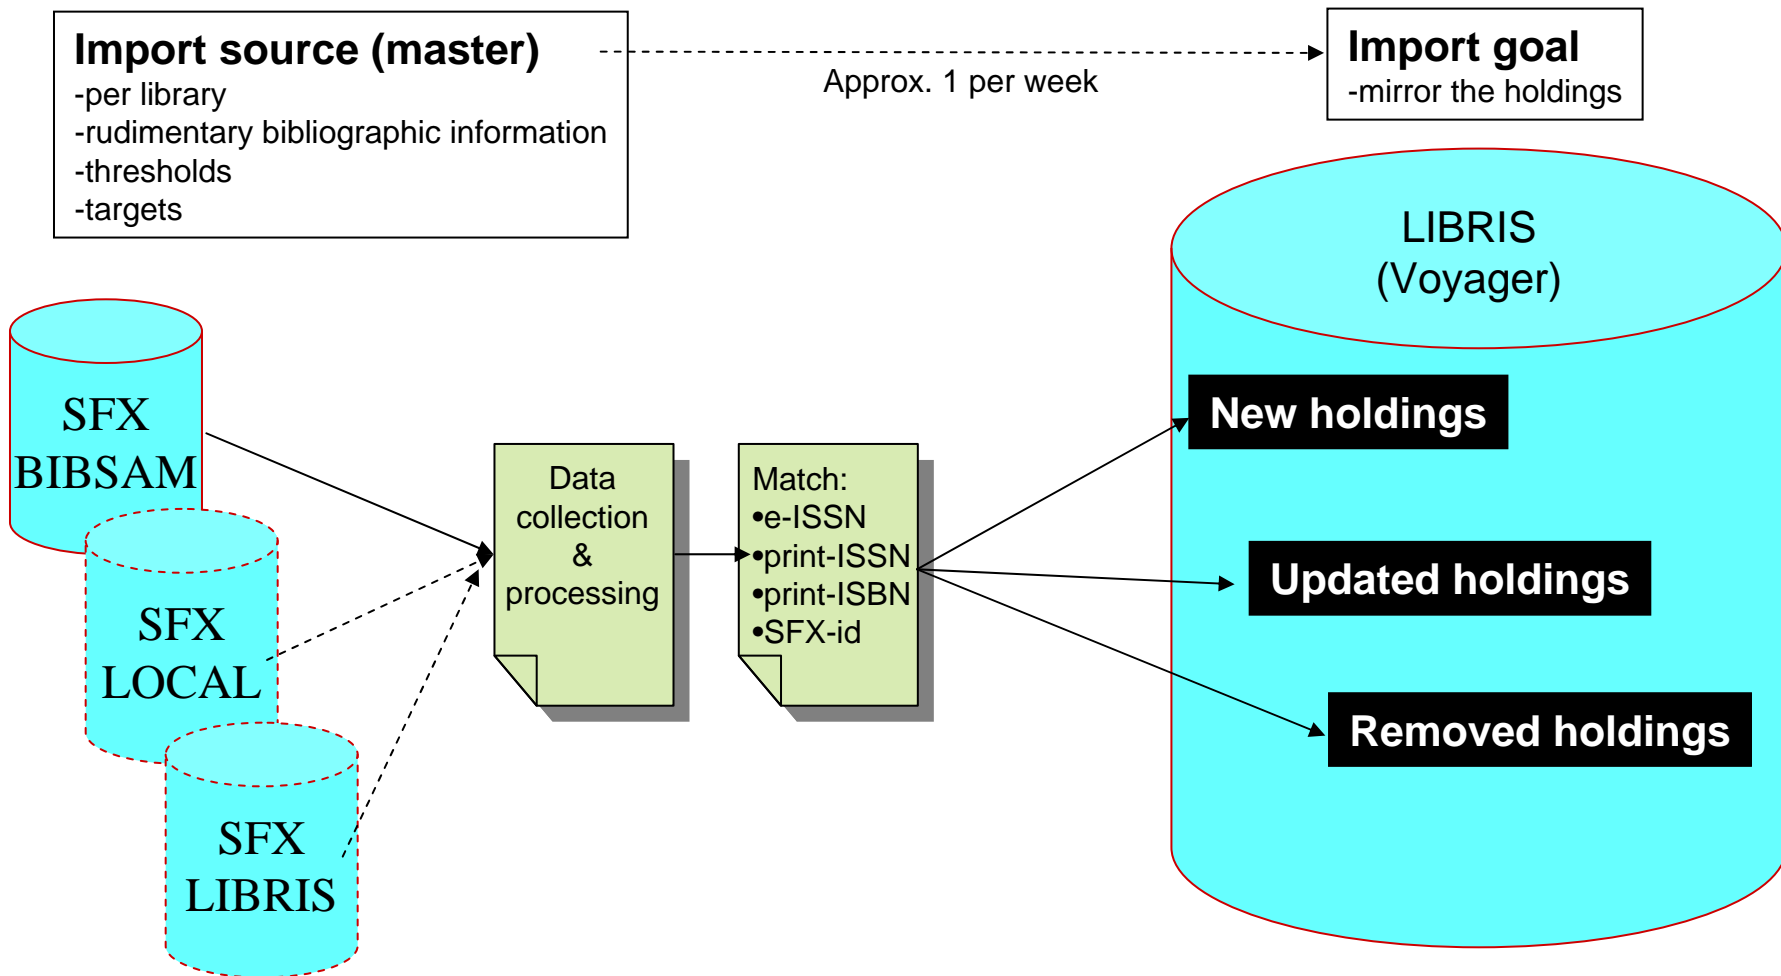 Import source (master)
-per library
-rudimentary bibliographic information
-thresholds
-targets
Approx. 1 per week
Import goal
-mirror the holdings
LIBRIS
(Voyager)
SFX
BIBSAM
SFX
LOCAL
SFX
LIBRIS
Data
collection
&
processing
Match:
•e-ISSN
•print-ISSN
•print-ISBN
•SFX-id
New holdings
Updated holdings
Removed holdings